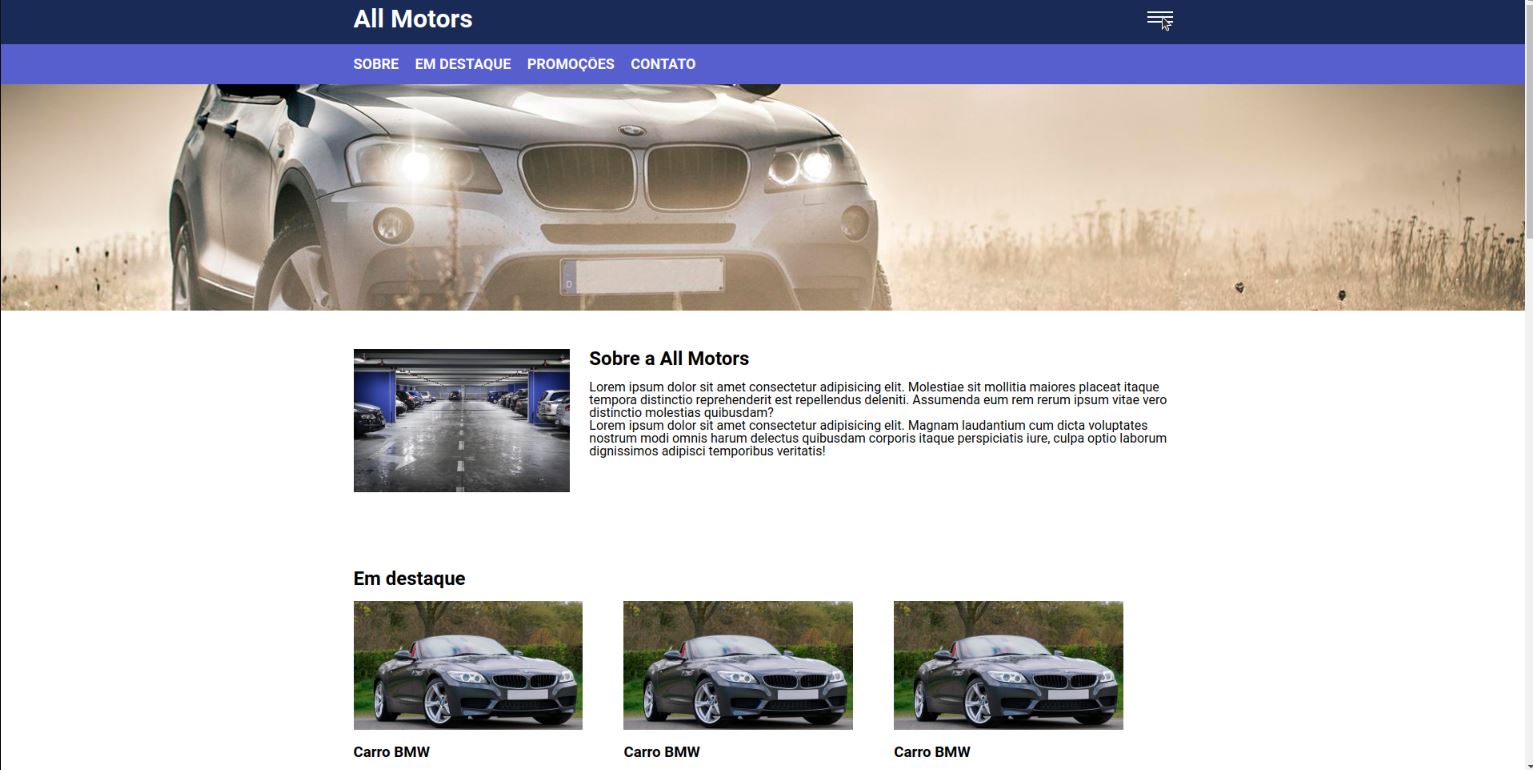 All Motors
SOBRE EM DESTAQUE PROMOÇÕES CONTATO
D
Sobre a All Motors
Lorem ipsum dolor sit amet consectetur adipisicing elit. Molestiae sit mollitia maiores placeat itaque
tempora distinctio reprehenderit est repellendus deleniti. Assumenda eum rem rerum ipsum vitae vero
distinctio molestias quibusdam?
Lorem ipsum dolor sit amet consectetur adipisicing elit. Magnam laudantium cum dicta voluptates
nostrum modi omnis harum delectus quibusdam corporis itaque perspiciatis iure, culpa optio laborum
dignissimos adipisci temporibus veritatis!
Em destaque
Carro BMW Carro BMW Carro BMW